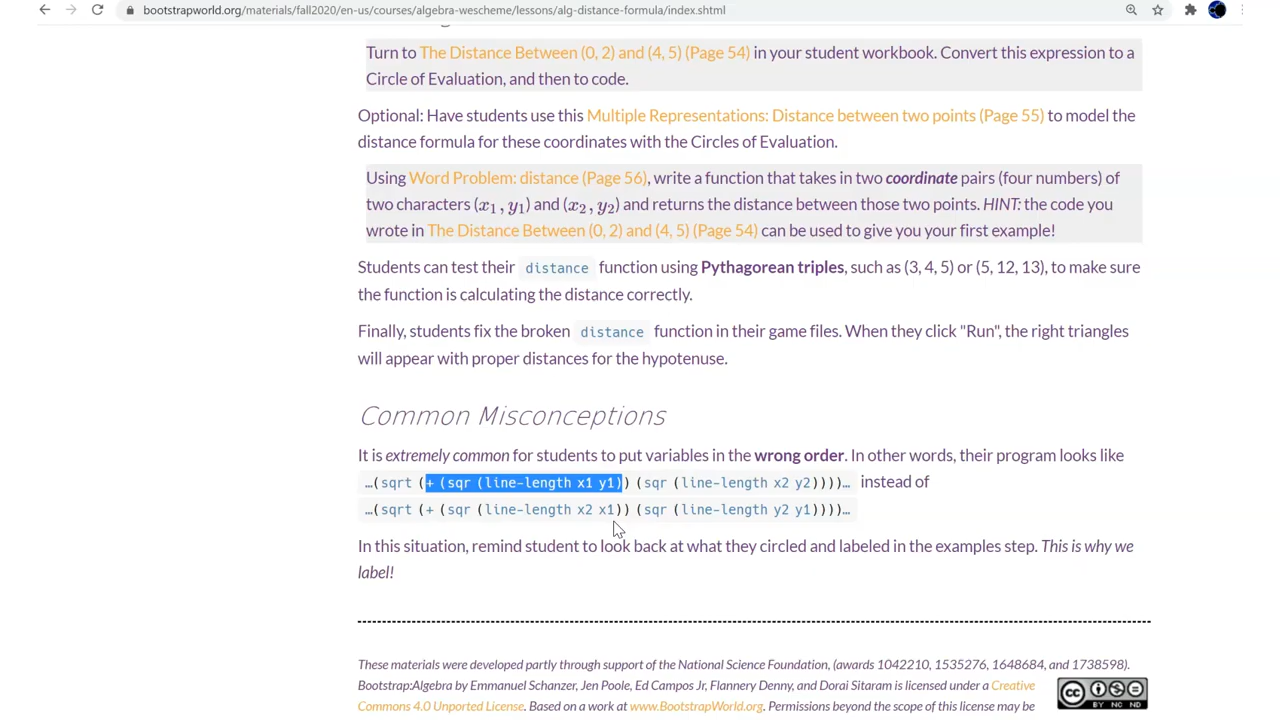 bootstrapworld.org/materials/fall2020/en-us/courses/algebra-wescheme/lessons/alg-distance-formula/index.shtml
Turn to The Distance Between (0, 2) and (4, 5) (Page 54) in your student workbook. Convert this expression to a
Circle of Evaluation, and then to code.
Optional: Have students use this Multiple Representations: Distance between two points (Page 55) to model the
distance formula for these coordinates with the Circles of Evaluation.
Using Word Problem: distance (Page 56), write a function that takes in two coordinate pairs (four numbers) of
two characters (x₁, y₁) and (x₂, y₂) and returns the distance between those two points. HINT: the code you
wrote in The Distance Between (0, 2) and (4, 5) (Page 54) can be used to give you your first example!
Students can test their distance function using Pythagorean triples, such as (3, 4, 5) or (5, 12, 13), to make sure
the function is calculating the distance correctly.
Finally, students fix the broken distance function in their game files. When they click "Run", the right triangles
will appear with proper distances for the hypotenuse.
Common Misconceptions
It is extremely common for students to put variables in the wrong order. In other words, their program looks like
…(sqrt (+ (sqr (line-length x1 y1)) (sqr (line-length x2 y2))))… instead of
…(sqrt (+ (sqr (line-length x2 x1)) (sqr (line-length y2 y1))))…
In this situation, remind student to look back at what they circled and labeled in the examples step. This is why we
label!
These materials were developed partly through support of the National Science Foundation, (awards 1042210, 1535276, 1648684, and 1738598).
Bootstrap:Algebra by Emmanuel Schanzer, Jen Poole, Ed Campos Jr, Flannery Denny, and Dorai Sitaram is licensed under a Creative
Commons 4.0 Unported License. Based on a work at www.BootstrapWorld.org. Permissions beyond the scope of this license may be
cc BY NC ND